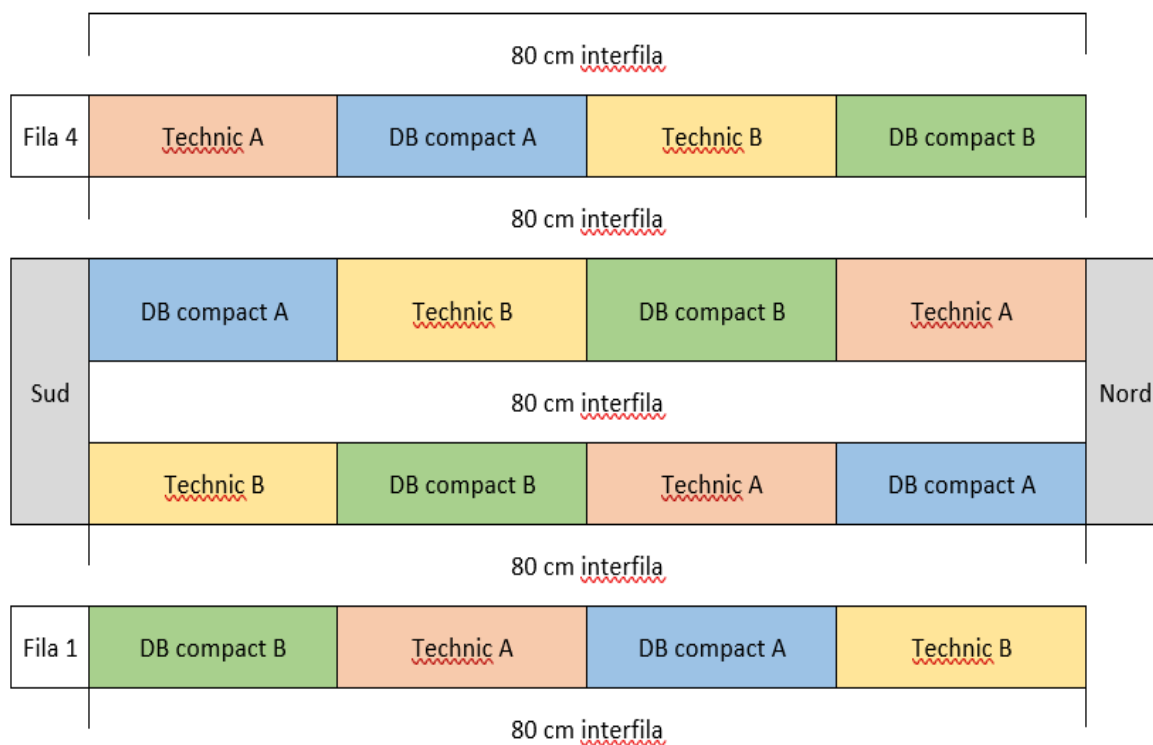 80 cm interfila
Fila 4 Technic A DB compact A Technic B DB compact B
80 cm interfila
DB compact A Technic B DB compact B Technic A
Sud 80 cm interfila Nord
Technic B DB compact B Technic A DB compact A
80 cm interfila
Fila 1 DB compact B Technic A DB compact A Technic B
80 cm interfila